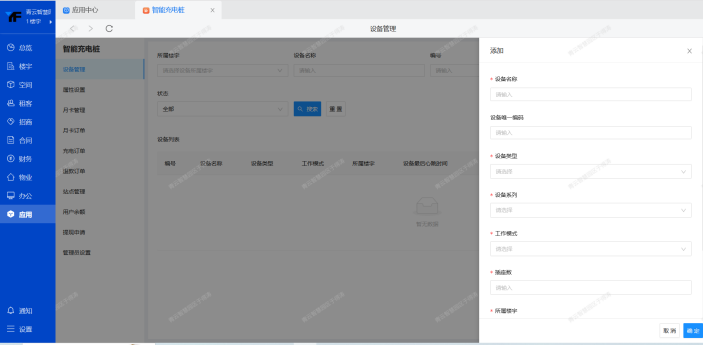 青云智慧
1楼宇
总览
楼宇
空间
租客
招商
合同
财务
物业
办公
应用
通知
设置
应用中心
智能充电桩
设备管理
智能充电桩
设备管理
属性设置
月卡管理
月卡订单
充电订单
退款订单
站点管理
用户余额
提现申请
管理员设置
所属楼宇
设备名称
编号
请选择设备所属楼宇
请输入
请输入
状态
全部
搜索
重置
设备列表
编号
设备名称
设备类型
工作模式
所属楼宇
设备最后心跳时间
暂无数据
添加
* 设备名称
请输入
设备唯一编码
请输入
* 设备类型
请选择
* 设备系列
请选择
* 工作模式
请选择
* 插座数
请输入
* 所属楼宇
取消
确定